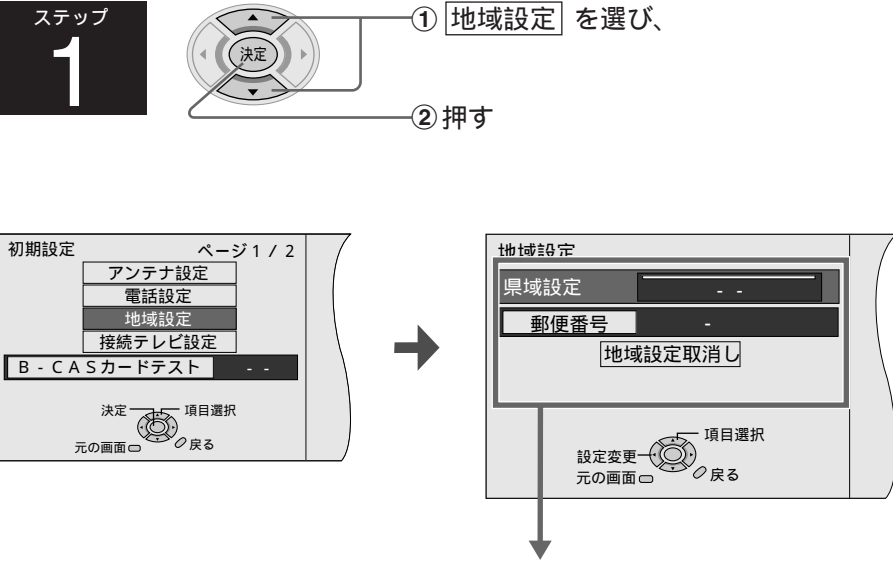 ステップ
1
① 地域設定 を選び、
決定
② 押す
初期設定 ページ1/2
アンテナ設定
電話設定
地域設定
接続テレビ設定
B-CASカードテスト --
決定 項目選択
元の画面 戻る
地域設定
県域設定 --
郵便番号 -
地域設定取消し
項目選択
設定変更
元の画面 戻る